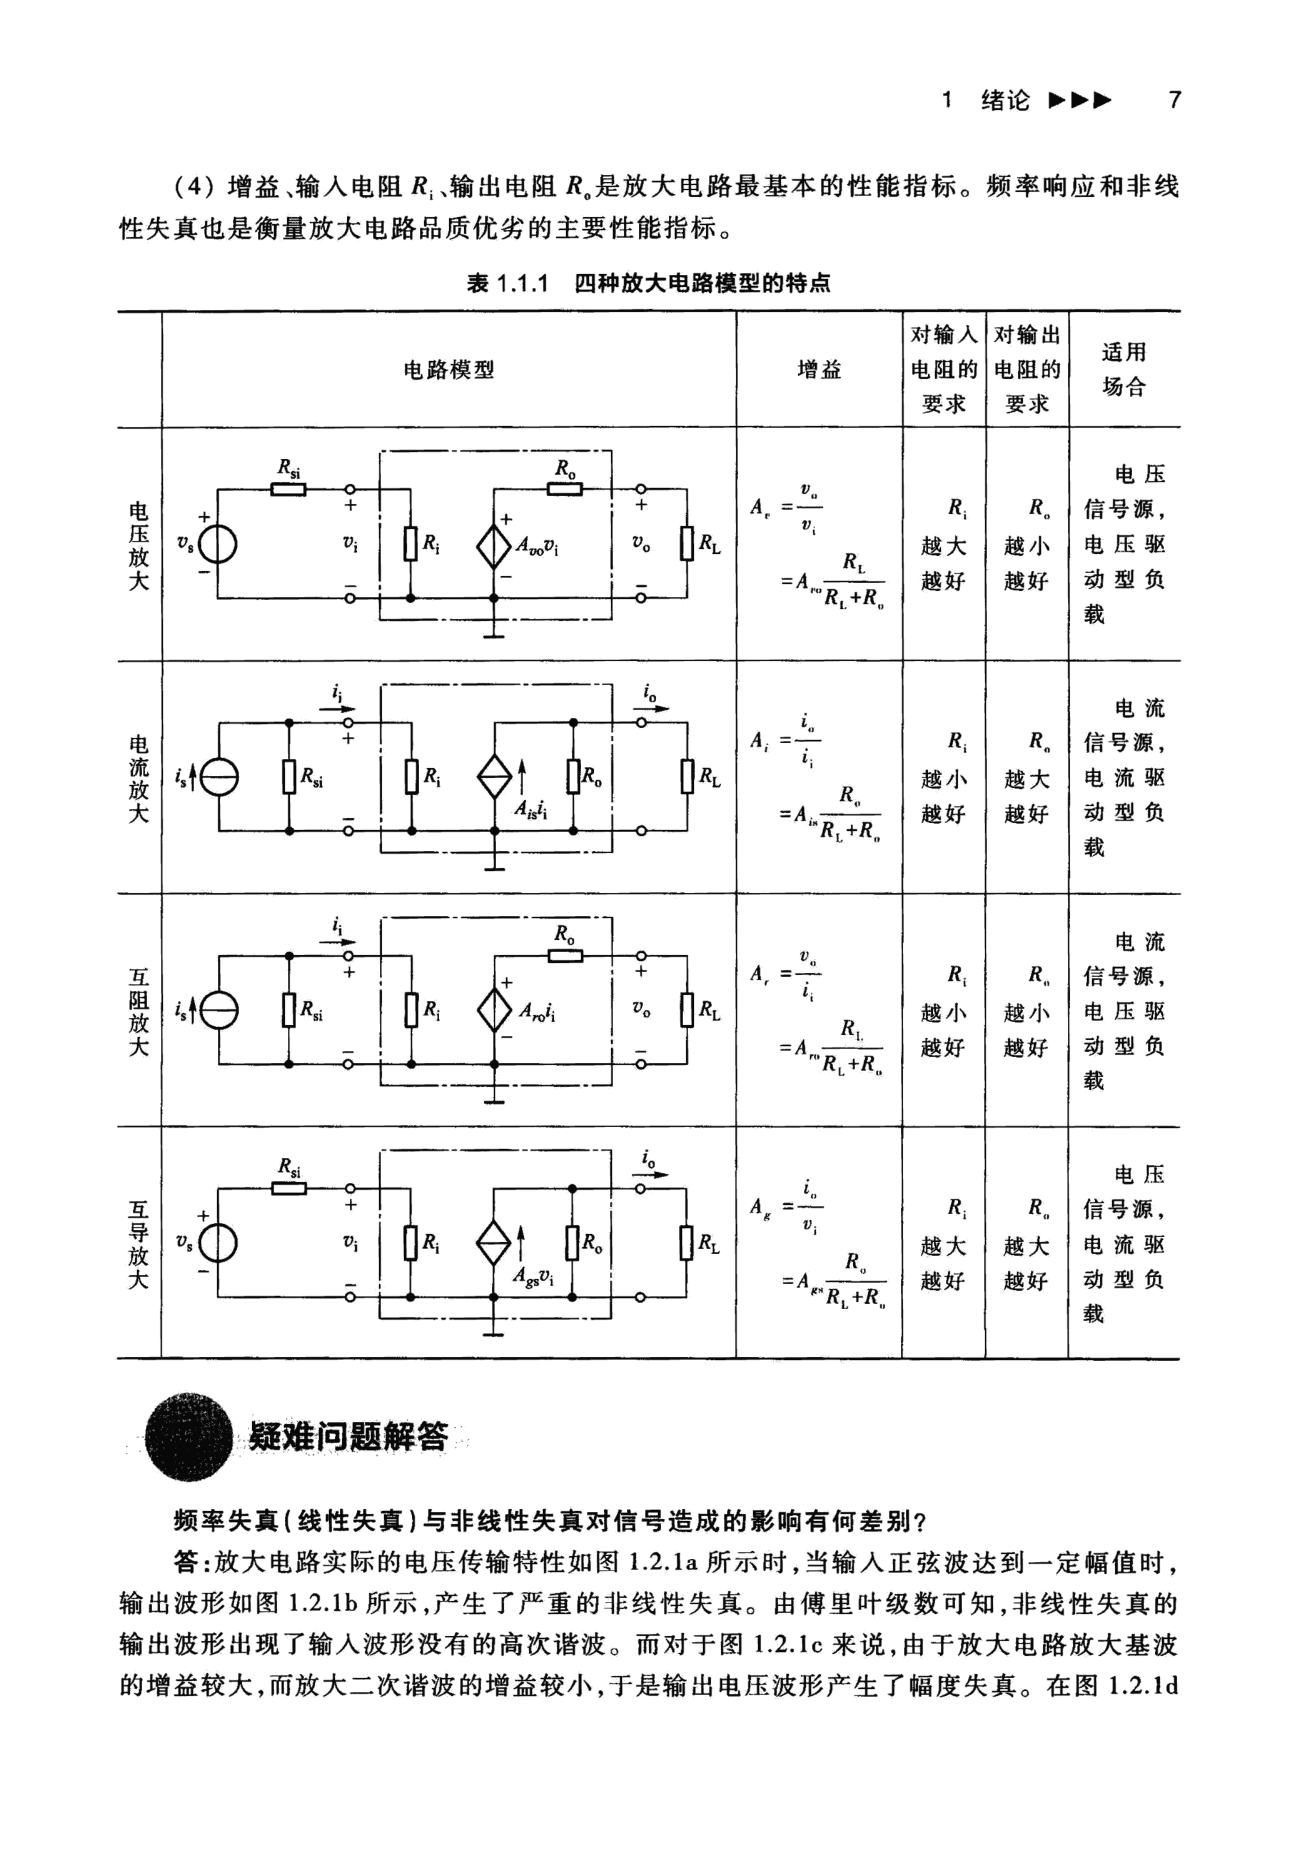 1 绪论 ▶▶▶ 7
(4) 增益、输入电阻 Rᵢ、输出电阻 Rₒ是放大电路最基本的性能指标。频率响应和非线
性失真也是衡量放大电路品质优劣的主要性能指标。
表 1.1.1 四种放大电路模型的特点
电路模型 增益 对输入电阻的要求 对输出电阻的要求 适用场合
电压放大
Rsi
vs + −
+ vi −
Ri
+ Avovi −
Ro
+ vo −
RL
Av = vo/vi
=Avo RL/(RL+Ro)
Ri 越大越好
Ro 越小越好
电压信号源，电压驱动型负载
电流放大
is
Rsi
ii
+ −
Ri
Aisii
Ro
io
RL
Ai = io/ii
=Ais Ro/(RL+Ro)
Ri 越小越好
Ro 越大越好
电流信号源，电流驱动型负载
互阻放大
is
Rsi
ii
+ −
Ri
+ Aroii −
Ro
+ vo −
RL
Ar = vo/ii
=Aro RL/(RL+Ro)
Ri 越小越好
Ro 越小越好
电流信号源，电压驱动型负载
互导放大
Rsi
vs + −
+ vi −
Ri
Agsvi
Ro
io
RL
Ag = io/vi
=Ags Ro/(RL+Ro)
Ri 越大越好
Ro 越大越好
电压信号源，电流驱动型负载
疑难问题解答
频率失真(线性失真)与非线性失真对信号造成的影响有何差别?
答:放大电路实际的电压传输特性如图 1.2.1a 所示时,当输入正弦波达到一定幅值时,
输出波形如图 1.2.1b 所示,产生了严重的非线性失真。由傅里叶级数可知,非线性失真的
输出波形出现了输入波形没有的高次谐波。而对于图 1.2.1c 来说,由于放大电路放大基波
的增益较大,而放大二次谐波的增益较小,于是输出电压波形产生了幅度失真。在图 1.2.1d